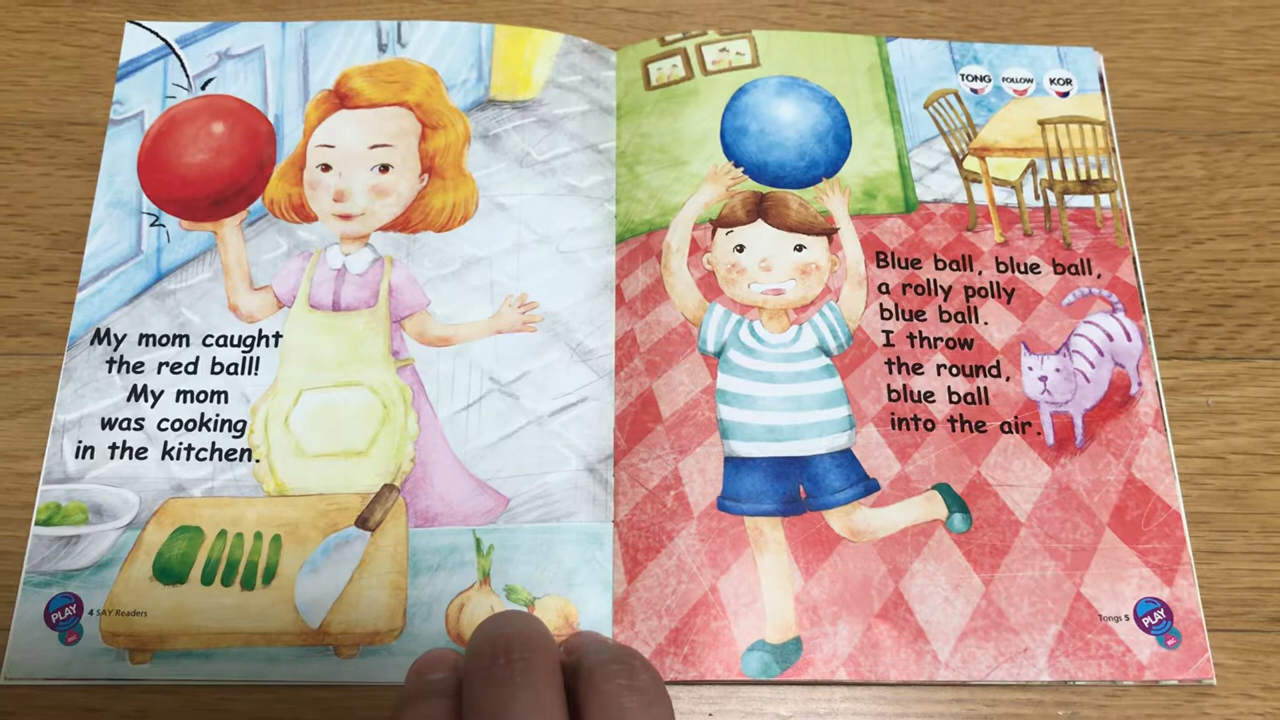 My mom caught
the red ball!
My mom
was cooking
in the kitchen.
PLAY
REC
4 SAY Readers
TONG
FOLLOW
KOR
Blue ball, blue ball,
a rolly polly
blue ball.
I throw
the round,
blue ball
into the air.
Tongs 5
PLAY
REC